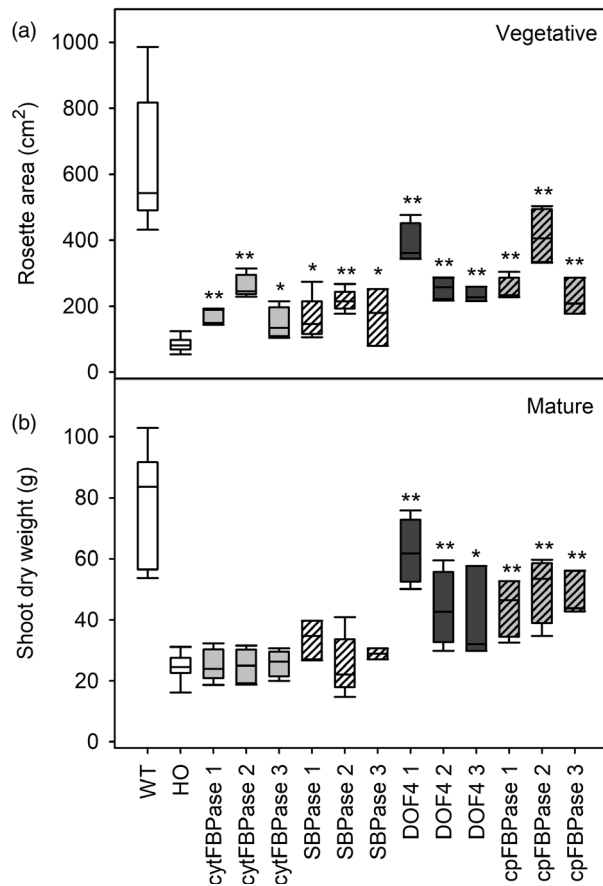 (a)
Vegetative
Rosette area (cm²)
1000
800
600
400
200
0
** ** * * ** * ** ** ** ** ** *
(b)
Mature
Shoot dry weight (g)
100
80
60
40
20
0
** ** * ** ** **
WT
HO
cytFBPase 1
cytFBPase 2
cytFBPase 3
SBPase 1
SBPase 2
SBPase 3
DOF4 1
DOF4 2
DOF4 3
cpFBPase 1
cpFBPase 2
cpFBPase 3